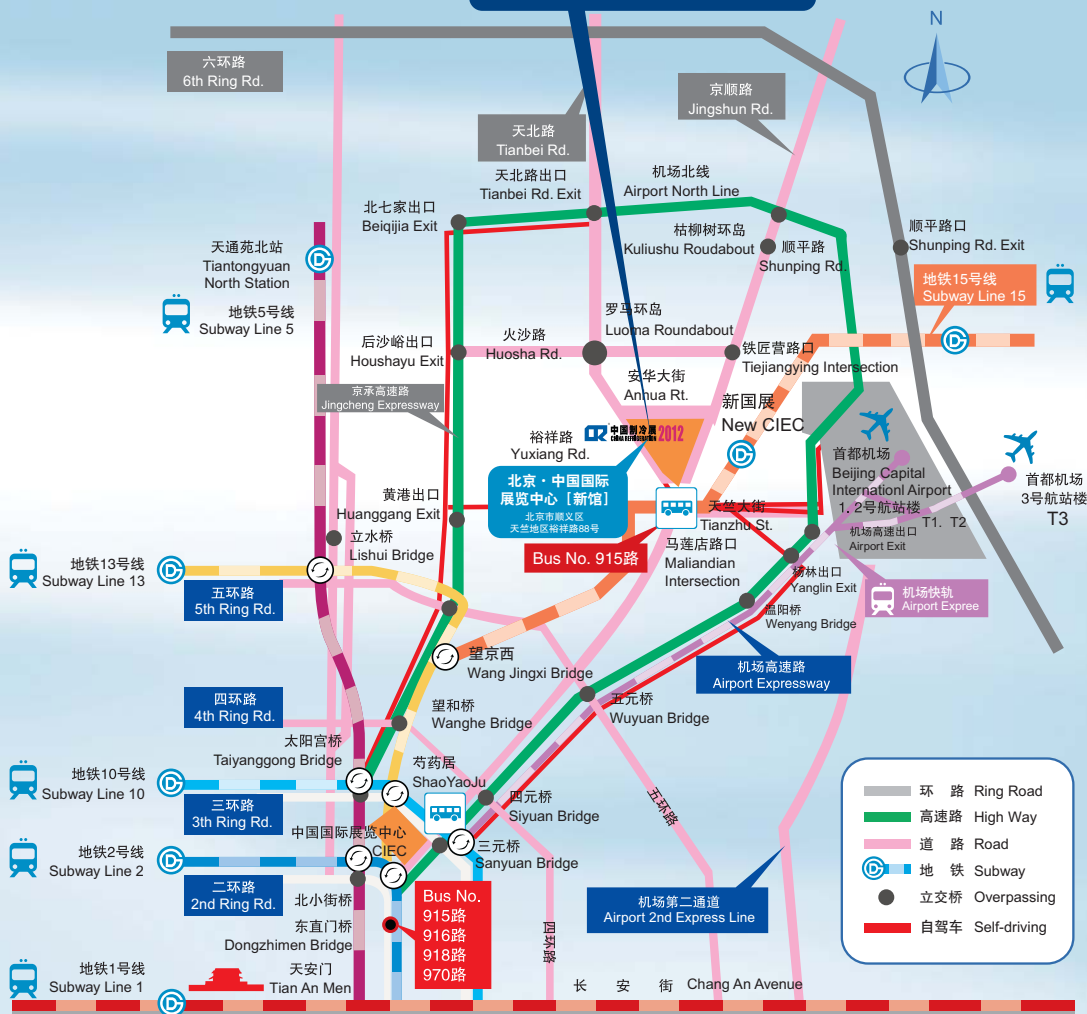 N
六环路
6th Ring Rd.
京顺路
Jingshun Rd.
天北路
Tianbei Rd.
天北路出口
Tianbei Rd. Exit
机场北线
Airport North Line
北七家出口
Beiqijia Exit
枯柳树环岛
Kuliushu Roudabout
顺平路
Shunping Rd.
顺平路口
Shunping Rd. Exit
天通苑北站
Tiantongyuan
North Station
地铁15号线
Subway Line 15
地铁5号线
Subway Line 5
罗马环岛
Luoma Roundabout
后沙峪出口
Houshayu Exit
火沙路
Huosha Rd.
铁匠营路口
Tiejiangying Intersection
安华大街
Anhua Rt.
京承高速路
Jingcheng Expressway
新国展
New CIEC
中国制冷展
CHINA REFRIGERATION
2012
裕祥路
Yuxiang Rd.
首都机场
Beijing Capital
Internationl Airport
1. 2号航站楼
T1. T2
首都机场
3号航站楼
T3
北京·中国国际
展览中心［新馆］
北京市顺义区
天竺地区裕祥路88号
黄港出口
Huanggang Exit
天竺大街
Tianzhu St.
机场高速出口
Airport Exit
立水桥
Lishui Bridge
Bus No. 915路
马莲店路口
Maliandian
Intersection
杨林出口
Yanglin Exit
地铁13号线
Subway Line 13
五环路
5th Ring Rd.
机场快轨
Airport Expree
温阳桥
Wenyang Bridge
望京西
Wang Jingxi Bridge
机场高速路
Airport Expressway
四环路
4th Ring Rd.
望和桥
Wanghe Bridge
五元桥
Wuyuan Bridge
太阳宫桥
Taiyanggong Bridge
芍药居
ShaoYaoJu
地铁10号线
Subway Line 10
四元桥
Siyuan Bridge
五环路
三环路
3th Ring Rd.
中国国际展览中心
CIEC
三元桥
Sanyuan Bridge
地铁2号线
Subway Line 2
二环路
2nd Ring Rd.
北小街桥
东直门桥
Dongzhimen Bridge
Bus No.
915路
916路
918路
970路
机场第二通道
Airport 2nd Express Line
四环路
地铁1号线
Subway Line 1
天安门
Tian An Men
长 安 街 Chang An Avenue
环 路 Ring Road
高速路 High Way
道 路 Road
地 铁 Subway
立交桥 Overpassing
自驾车 Self-driving